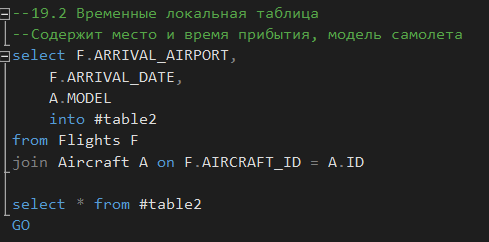 --19.2 Временные локальная таблица
--Содержит место и время прибытия, модель самолета
select F.ARRIVAL_AIRPORT,
F.ARRIVAL_DATE,
A.MODEL
into #table2
from Flights F
join Aircraft A on F.AIRCRAFT_ID = A.ID
select * from #table2
GO